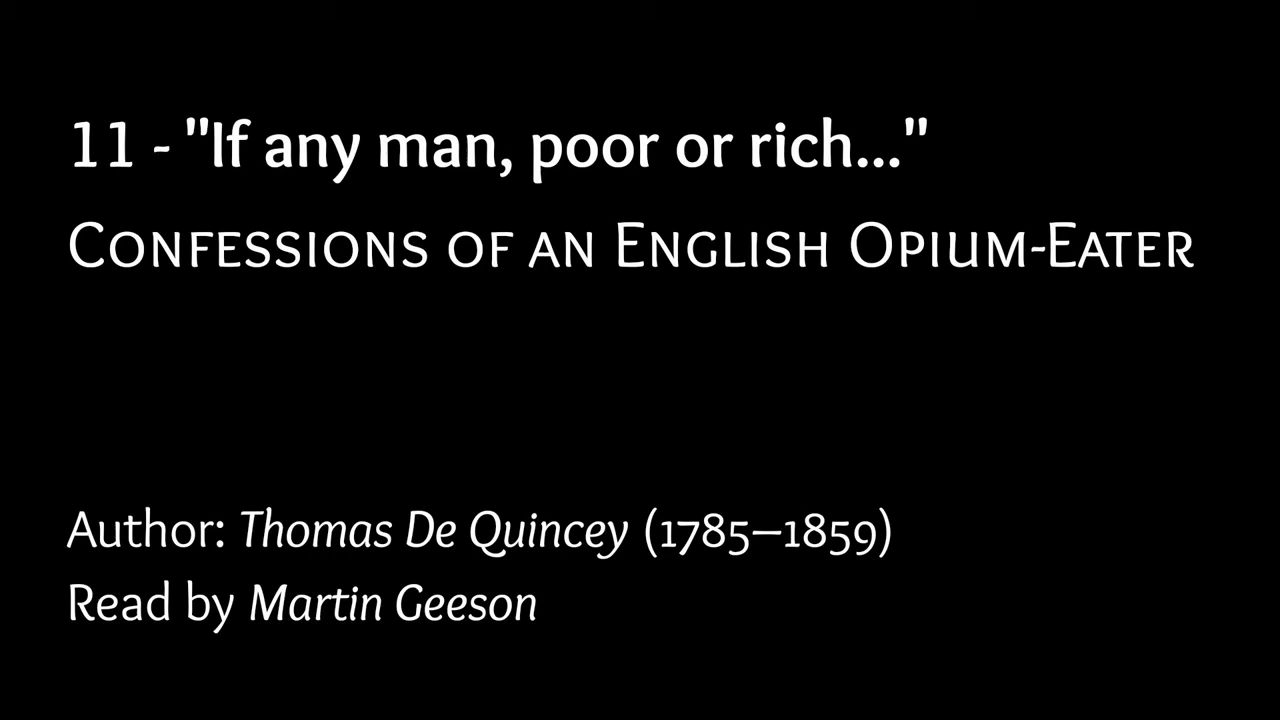 11 - "If any man, poor or rich..."
Confessions of an English Opium-Eater
Author: Thomas De Quincey (1785–1859)
Read by Martin Geeson